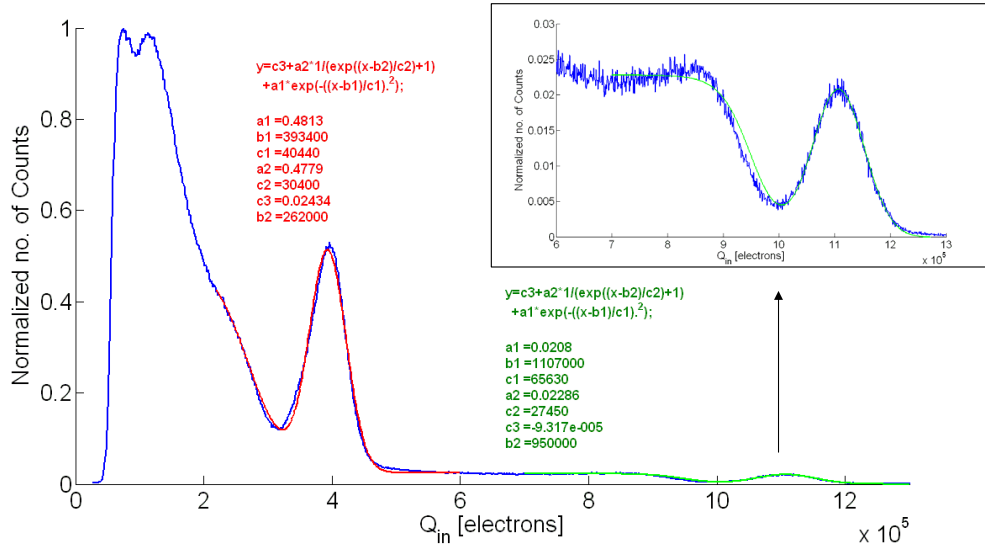 1
0.8
0.6
0.4
0.2
0
0
2
4
6
8
10
12
x 10^5
Normalized no. of Counts
Q_in [electrons]
y=c3+a2*1/(exp((x-b2)/c2)+1)
+a1*exp(-((x-b1)/c1).^2);
a1 =0.4813
b1 =393400
c1 =40440
a2 =0.4779
c2 =30400
c3 =0.02434
b2 =262000
0.03
0.025
0.02
0.015
0.01
0.005
0
6
7
8
9
10
11
12
13
x 10^5
Normalized no. of Counts
Q_in [electrons]
y=c3+a2*1/(exp((x-b2)/c2)+1)
+a1*exp(-((x-b1)/c1).^2);
a1 =0.0208
b1 =1107000
c1 =65630
a2 =0.02286
c2 =27450
c3 =-9.317e-005
b2 =950000